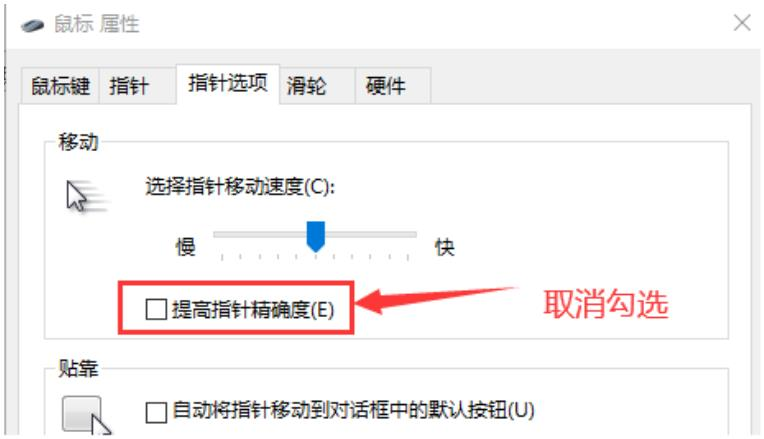 鼠标 属性
鼠标键 指针 指针选项 滑轮 硬件
移动
选择指针移动速度(C):
慢 快
提高指针精确度(E) 取消勾选
贴靠
自动将指针移动到对话框中的默认按钮(U)